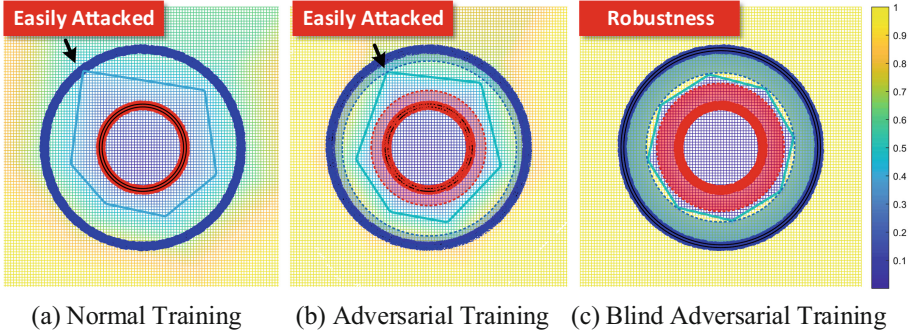 Easily Attacked
Easily Attacked
Robustness
1
0.9
0.8
0.7
0.6
0.5
0.4
0.3
0.2
0.1
(a) Normal Training
(b) Adversarial Training
(c) Blind Adversarial Training